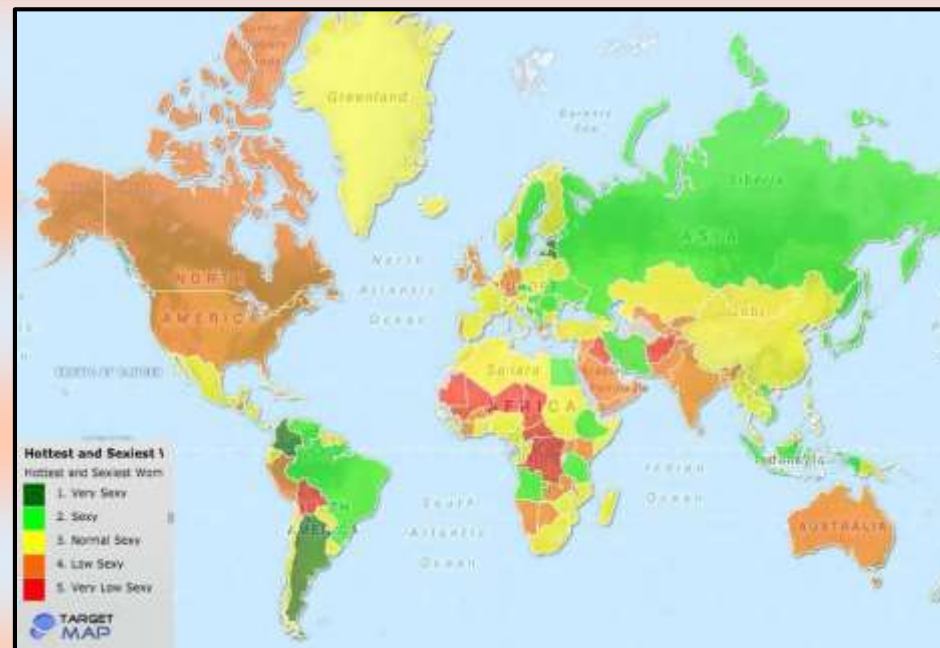 Greenland
Barents
Sea
Siberia
ASIA
North
Atlantic
Ocean
NORTH
AMERICA
EUROPE
Gobi
Sahara
AFRICA
Indonesia
Indian
Ocean
South
Atlantic
Ocean
AUSTRALIA
Hottest and Sexiest W
Hottest and Sexiest Wom
1. Very Sexy
2. Sexy
3. Normal Sexy
4. Low Sexy
5. Very Low Sexy
TARGET
MAP